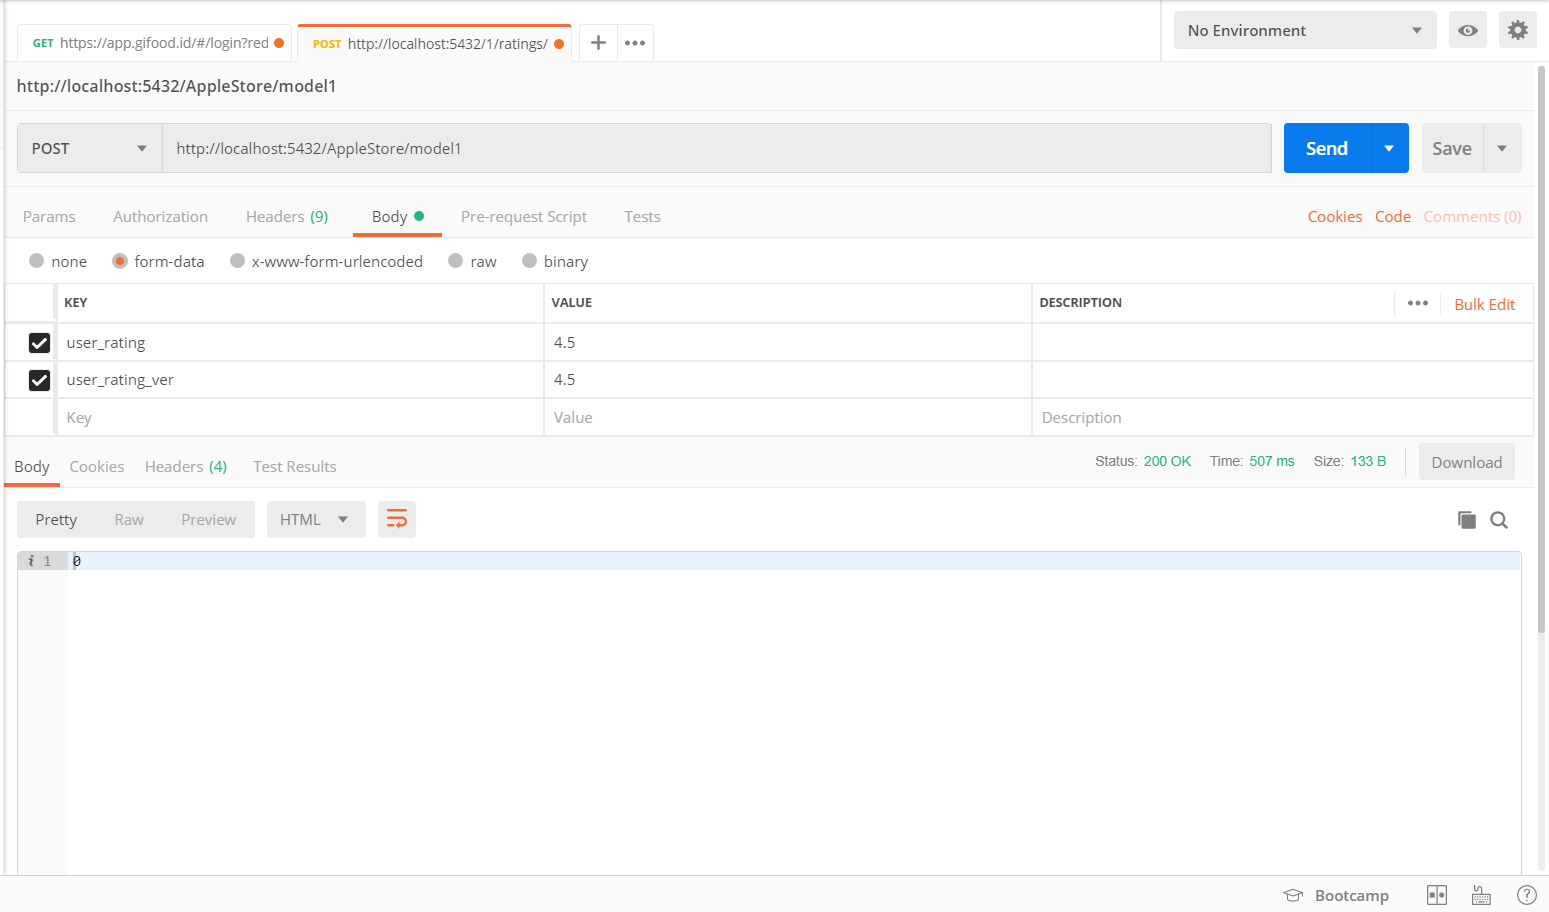 GET https://app.gifood.id/#/login?red POST http://localhost:5432/1/ratings/ No Environment
http://localhost:5432/AppleStore/model1
POST http://localhost:5432/AppleStore/model1 Send Save
Params Authorization Headers (9) Body Pre-request Script Tests Cookies Code Comments (0)
none form-data x-www-form-urlencoded raw binary
KEY VALUE DESCRIPTION Bulk Edit
user_rating 4.5
user_rating_ver 4.5
Key Value Description
Body Cookies Headers (4) Test Results Status: 200 OK Time: 507 ms Size: 133 B Download
Pretty Raw Preview HTML
i 1 0
Bootcamp